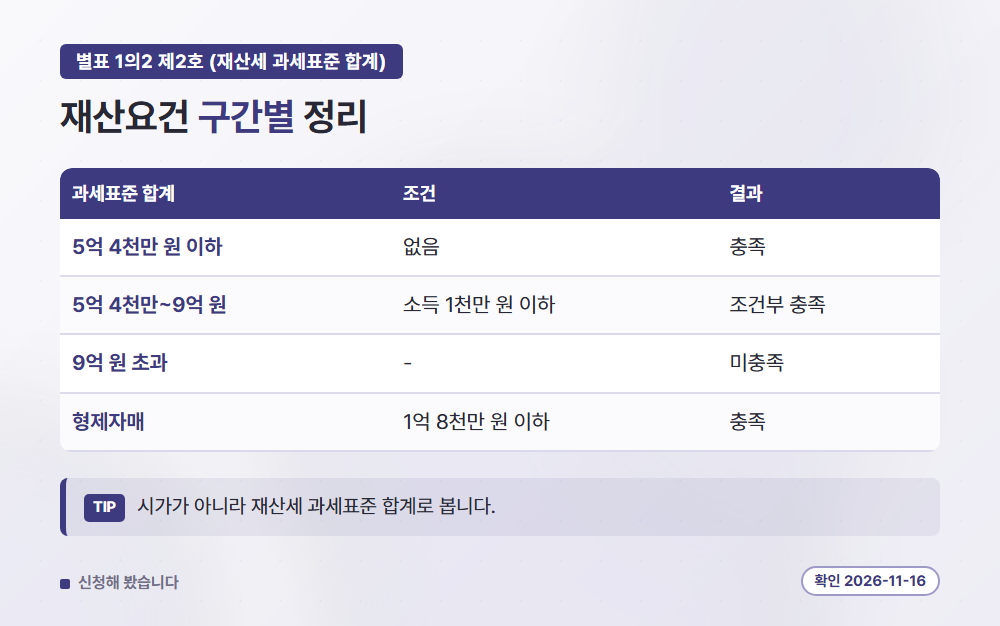 별표 1의2 제2호 (재산세 과세표준 합계)
재산요건 구간별 정리
과세표준 합계 조건 결과
5억 4천만 원 이하 없음 충족
5억 4천만~9억 원 소득 1천만 원 이하 조건부 충족
9억 원 초과 - 미충족
형제자매 1억 8천만 원 이하 충족
TIP 시가가 아니라 재산세 과세표준 합계로 봅니다.
신청해 봤습니다 확인 2026-11-16